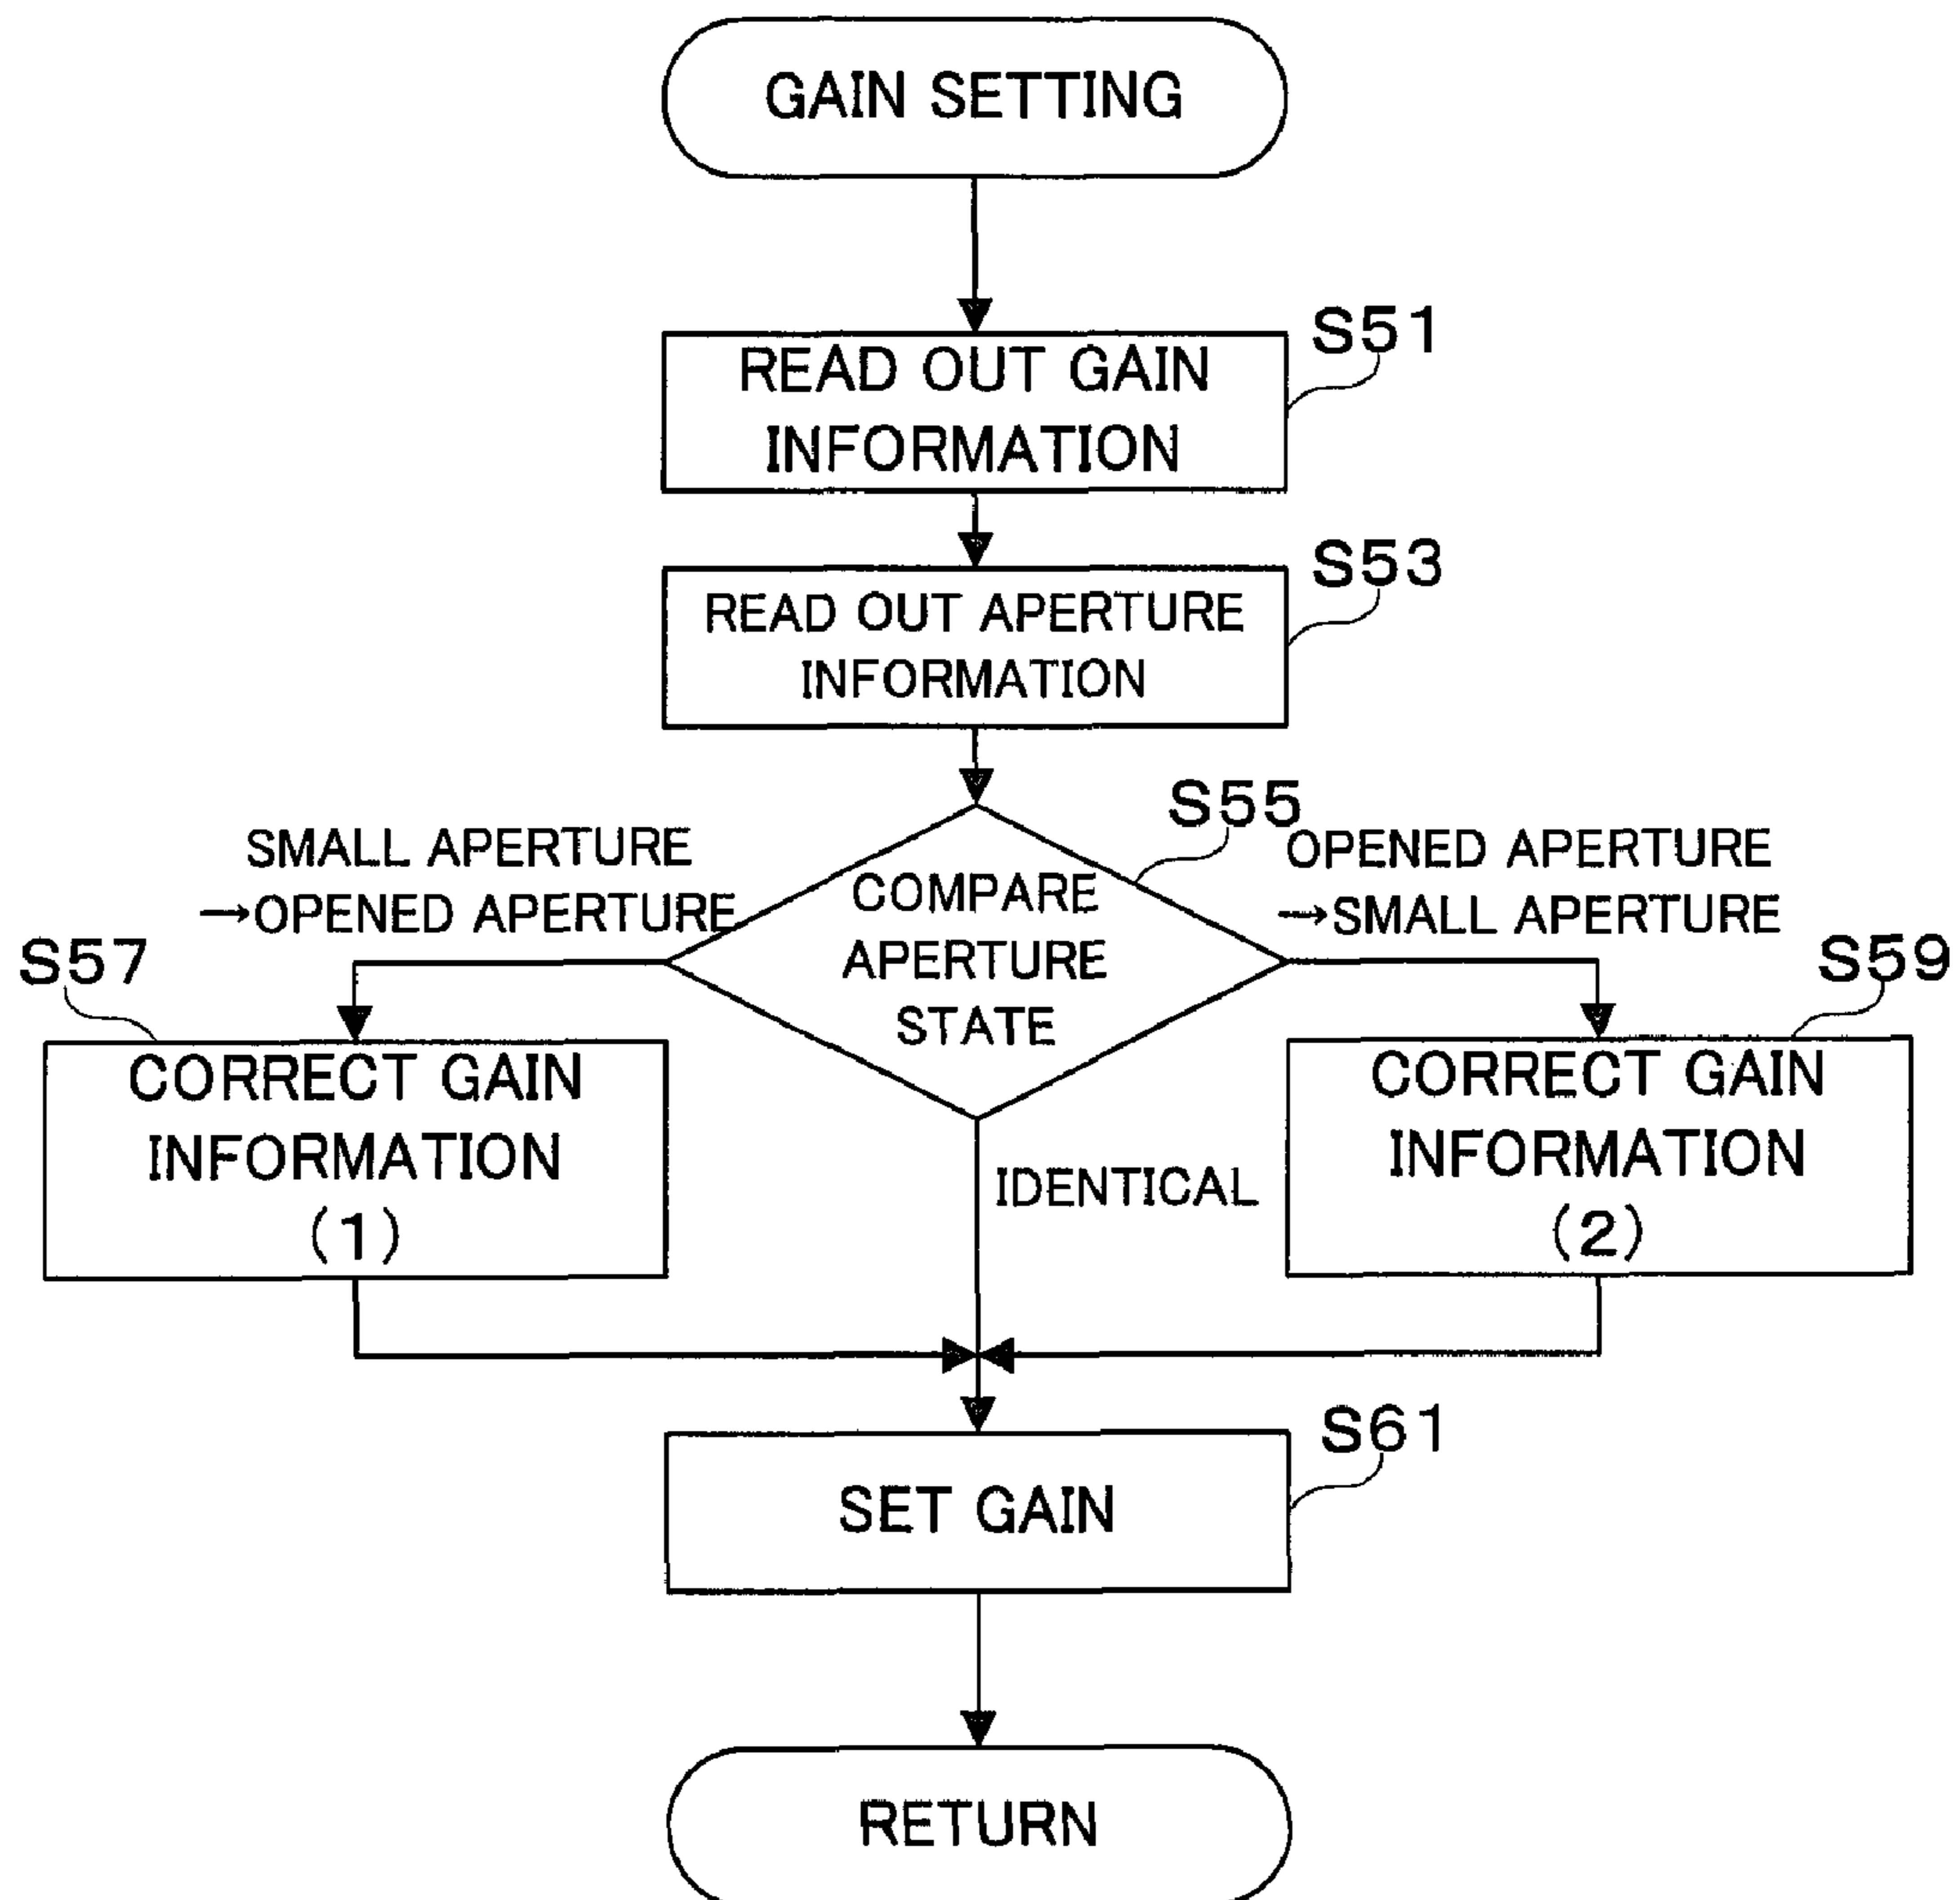 GAIN SETTING
S51
READ OUT GAIN
INFORMATION
S53
READ OUT APERTURE
INFORMATION
S55
COMPARE
APERTURE
STATE
SMALL APERTURE
→OPENED APERTURE
OPENED APERTURE
→SMALL APERTURE
S57
CORRECT GAIN
INFORMATION
(1)
IDENTICAL
S59
CORRECT GAIN
INFORMATION
(2)
S61
SET GAIN
RETURN